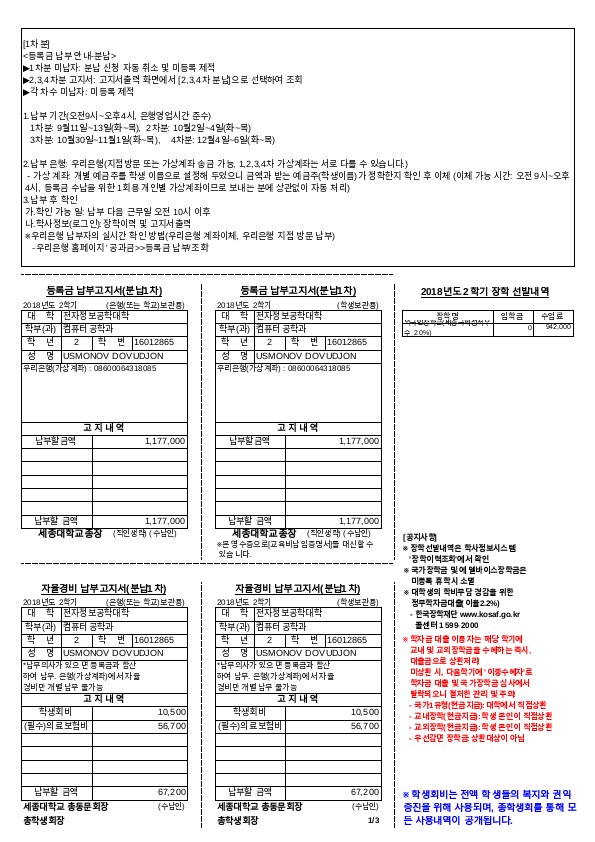 [1차 분]
<등록금 납부안내-분납>
▶1차분 미납자: 분납 신청 자동 취소 및 미등록 제적
▶2,3,4차분 고지서: 고지서출력 화면에서 [2,3,4차 분납]으로 선택하여 조회
▶각 차수 미납자: 미등록 제적
1.납부 기간(오전9시~오후4시, 은행영업시간 준수)
1차분: 9월11일~13일(화~목), 2차분: 10월2일~4일(화~목)
3차분: 10월30일~11월1일(화~목), 4차분: 12월4일~6일(화~목)
2.납부 은행: 우리은행(지점방문 또는 가상계좌 송금 가능, 1,2,3,4차 가상계좌는 서로 다를 수 있습니다.)
- 가상 계좌: 개별 예금주를 학생 이름으로 설정해 두었으니 금액과 받는 예금주(학생이름)가 정확한지 확인 후 이체 (이체 가능 시간: 오전 9시~오후
4시, 등록금 수납을 위한 1회용 개인별 가상계좌이므로 보내는 분에 상관없이 자동 처리)
3.납부 후 확인
가.확인 가능 일: 납부 다음 근무일 오전 10시 이후
나.학사정보(로그인): 장학이력 및 고지서출력
※우리은행 납부자의 실시간 확인 방법(우리은행 계좌이체, 우리은행 지점 방문 납부)
- 우리은행 홈페이지 '공과금>>등록금 납부/조회
등록금 납부고지서(분납1차)
2018년도 2학기 (은행(또는 학교)보관용)
대 학 전자정보공학대학
학부(과) 컴퓨터공학과
학 년 2 학 번 16012865
성 명 USMONOV DOVUDJON
우리은행(가상계좌) : 08600064318085
고 지 내 역
납부할금액 1,177,000
납부할 금액 1,177,000
세종대학교총장 (직인생략) (수납인)
등록금 납부고지서(분납1차)
2018년도 2학기 (학생보관용)
대 학 전자정보공학대학
학부(과) 컴퓨터공학과
학 년 2 학 번 16012865
성 명 USMONOV DOVUDJON
우리은행(가상계좌) : 08600064318085
고 지 내 역
납부할금액 1,177,000
납부할 금액 1,177,000
세종대학교총장 (직인생략) (수납인)
※본 영수증으로[교육비납입증명서]를 대신할 수
있습니다.
2018년도 2학기 장학 선발내역
장학명 입학금 수업료
수 20%) 0 942,000
[공지사항]
※ 장학선발내역은 학사정보시스템
'장학이력조회'에서 확인
※ 국가장학금 및 에델바이스장학금은
미등록 휴학시 소멸
※ 대학생의 학비부담 경감을 위한
정부학자금대출( 이율2.2%)
- 한국장학재단 www.kosaf.go.kr
콜센터 1599-2000
※ 학자금 대출 이용자는 해당 학기에
교내 및 교외장학금을 수혜하는 즉시,
대출금으로 상환처리!
미상환 시, 다음학기에 '이중수혜자'로
학자금 대출 및 국가장학금 심사에서
탈락되오니 철저한 관리 및 주의!
- 국가1유형(현금지급): 대학에서 직접상환
- 교내장학(현금지급): 학생 본인이 직접상환
- 교외장학(현금지급): 학생 본인이 직접상환
- 우선감면 장학금: 상환대상이 아님
※ 학생회비는 전액 학생들의 복지와 권익
증진을 위해 사용되며, 총학생회를 통해 모
든 사용내역이 공개됩니다.
자율경비 납부고지서(분납1차)
2018년도 2학기 (은행(또는 학교)보관용)
대 학 전자정보공학대학
학부(과) 컴퓨터공학과
학 년 2 학 번 16012865
성 명 USMONOV DOVUDJON
*납부의사가 있으면 등록금과 합산
하여 납부. 은행(가상계좌)에서 자율
경비만 개별 납부 불가능
고 지 내 역
학생회비 10,500
(필수)의료보험비 56,700
납부할 금액 67,200
세종대학교 총동문회장 (수납인)
총학생회장
자율경비 납부고지서(분납1차)
2018년도 2학기 (학생보관용)
대 학 전자정보공학대학
학부(과) 컴퓨터공학과
학 년 2 학 번 16012865
성 명 USMONOV DOVUDJON
*납부의사가 있으면 등록금과 합산
하여 납부. 은행(가상계좌)에서 자율
경비만 개별 납부 불가능
고 지 내 역
학생회비 10,500
(필수)의료보험비 56,700
납부할 금액 67,200
세종대학교 총동문회장 (수납인)
총학생회장 1/3